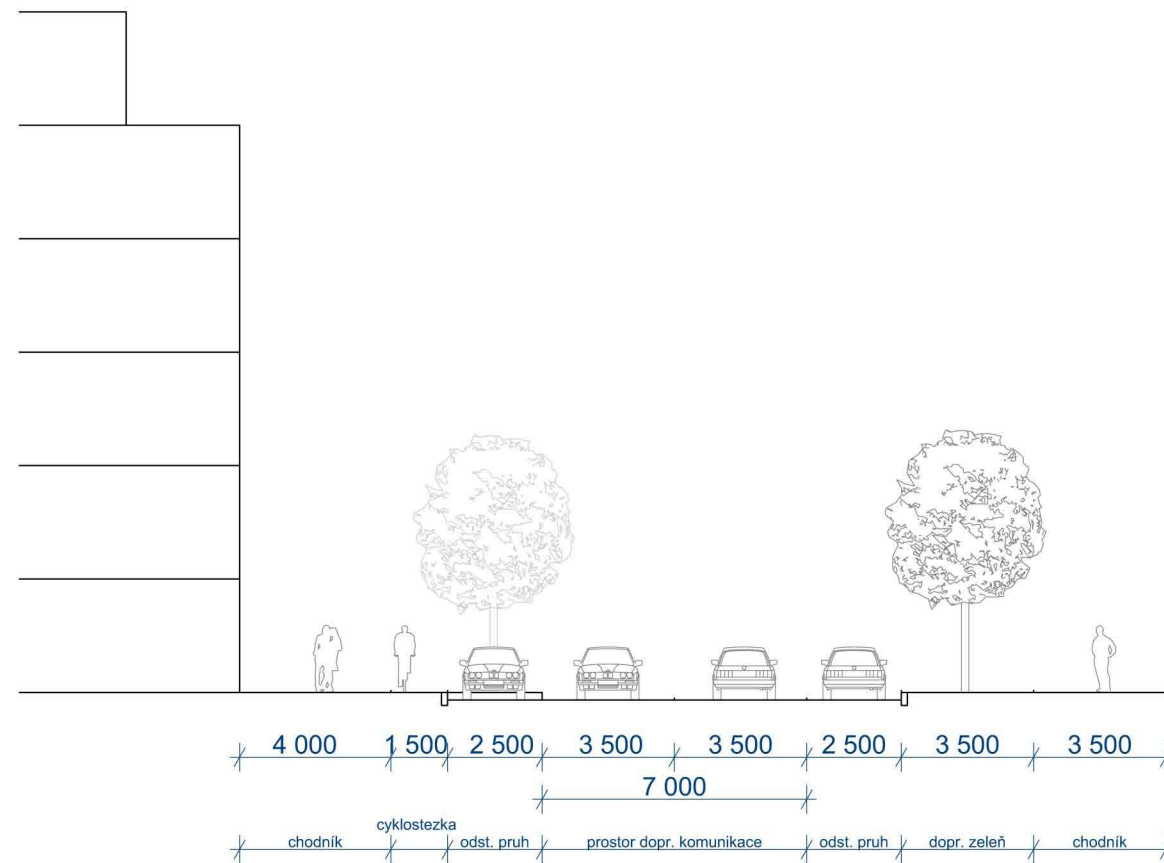 4 000 1 500 2 500 3 500 3 500 2 500 3 500 3 500
7 000
cyklostezka
chodník odst. pruh prostor dopr. komunikace odst. pruh dopr. zeleň chodník